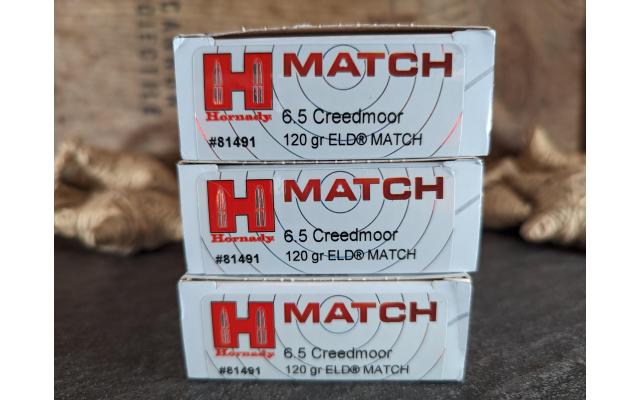 MATCH
Hornady
6.5 Creedmoor
#81491
120 gr ELD® MATCH
MATCH
Hornady
6.5 Creedmoor
#81491
120 gr ELD® MATCH
MATCH
Hornady
6.5 Creedmoor
#81491
120 gr ELD® MATCH